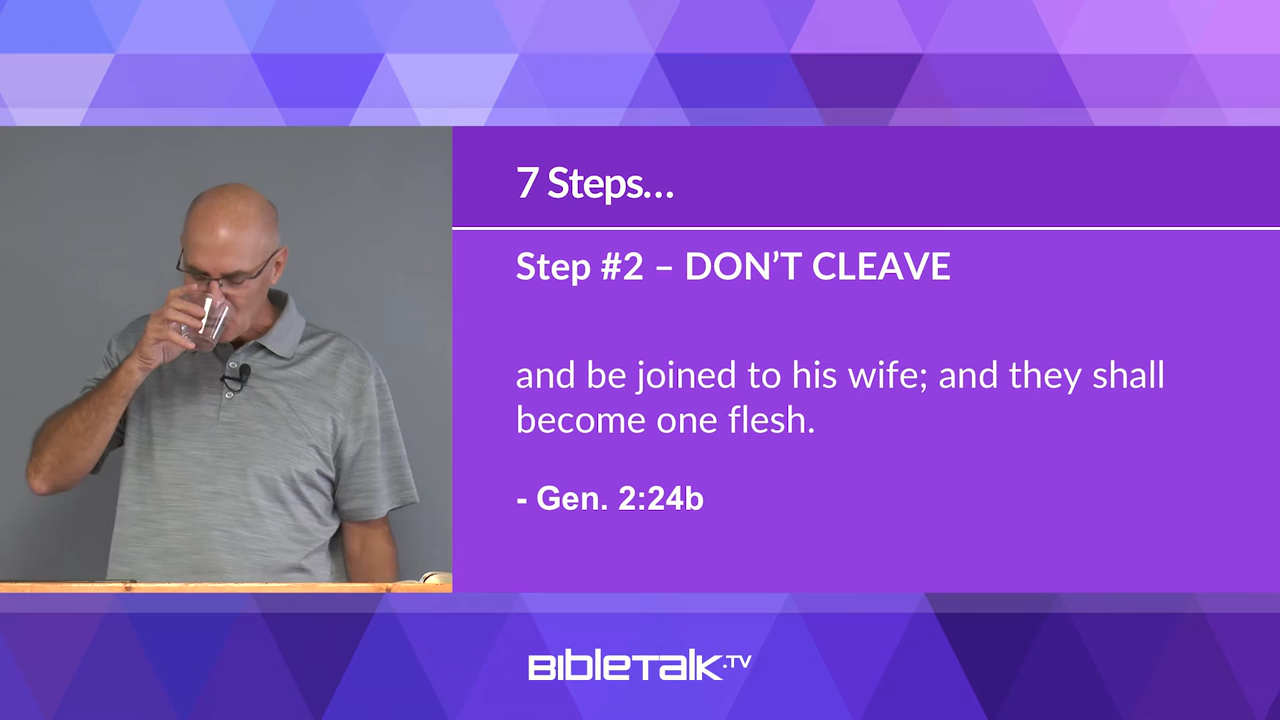 7 Steps...
Step #2 – DON'T CLEAVE
and be joined to his wife; and they shall
become one flesh.
- Gen. 2:24b
BIBLETALK.TV